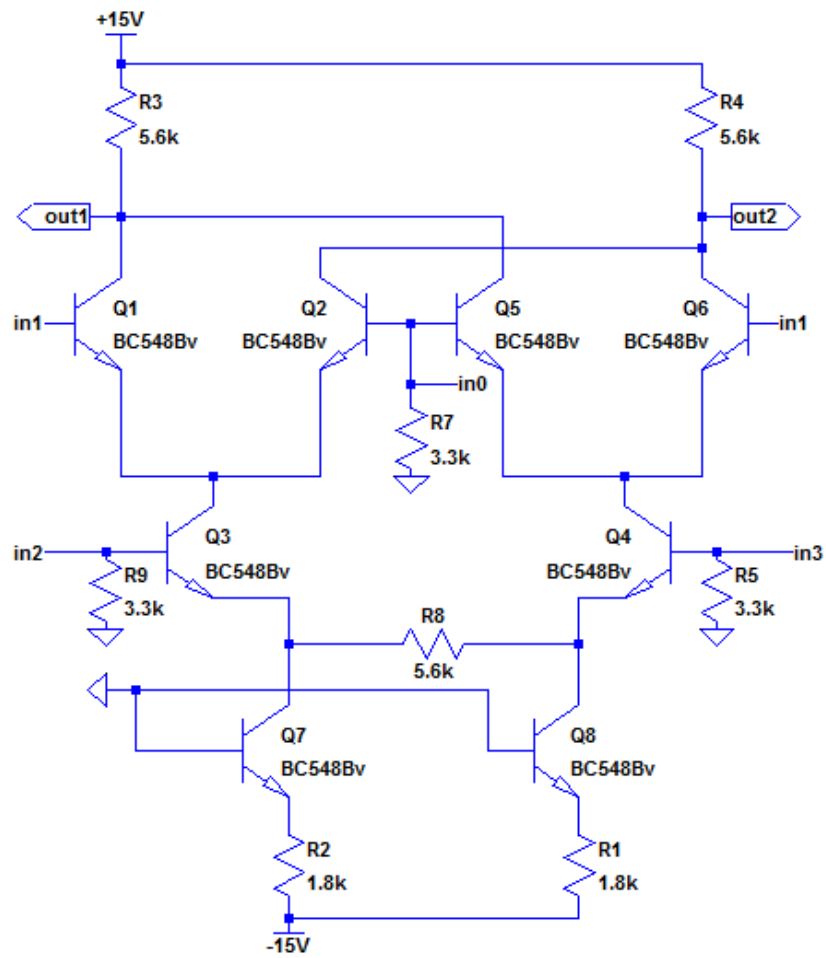 +15V
R3
5.6k
R4
5.6k
out1
out2
in1
Q1
BC548Bv
Q2
BC548Bv
Q5
BC548Bv
Q6
BC548Bv
in1
in0
R7
3.3k
in2
Q3
BC548Bv
Q4
BC548Bv
in3
R9
3.3k
R5
3.3k
R8
5.6k
Q7
BC548Bv
Q8
BC548Bv
R2
1.8k
R1
1.8k
-15V